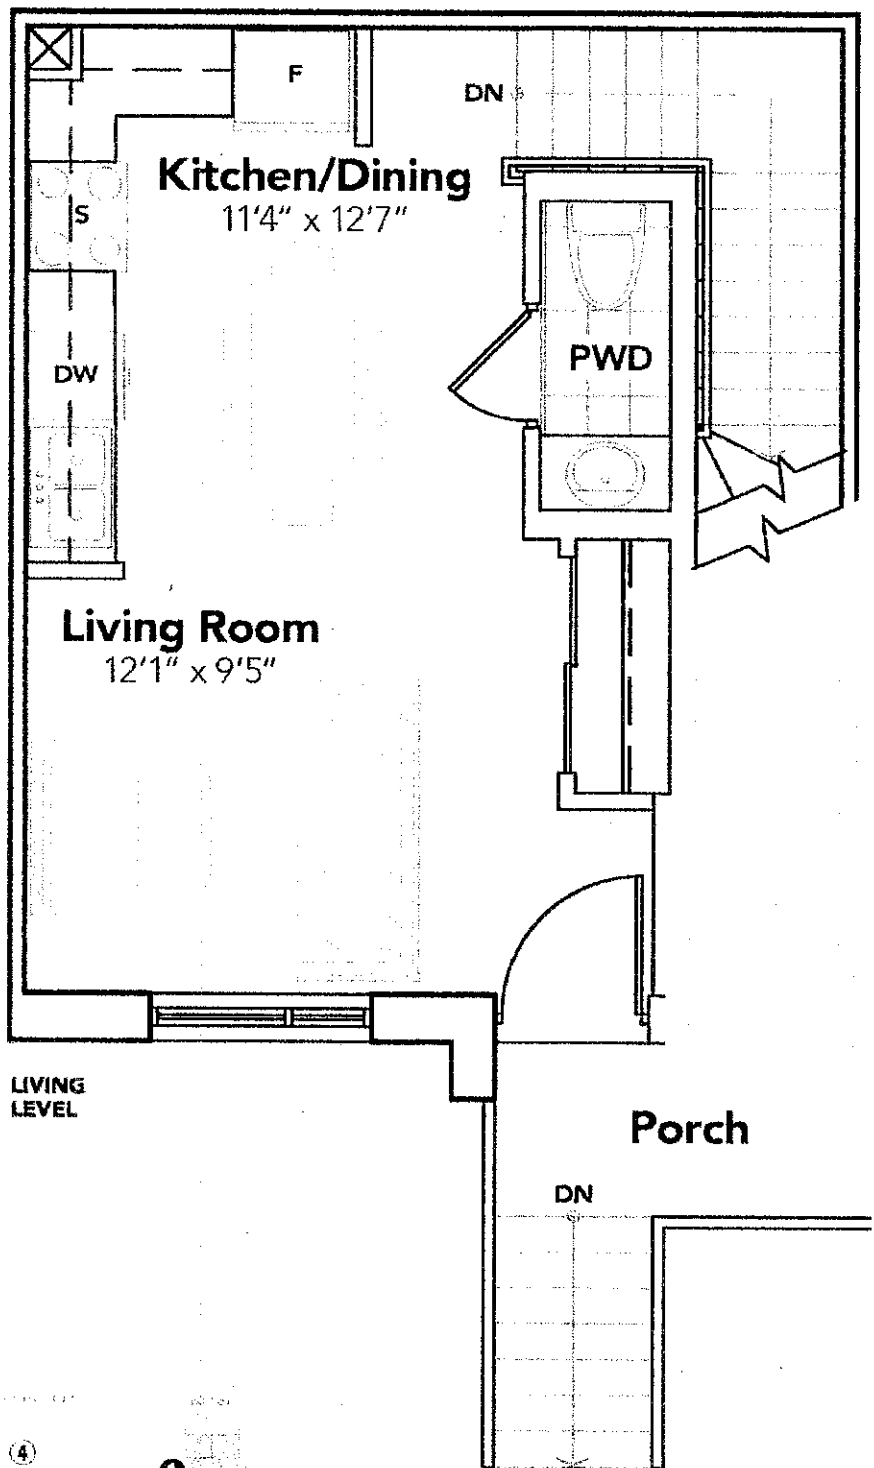 F
DN
Kitchen/Dining
11'4" x 12'7"
S
PWD
DW
Living Room
12'1" x 9'5"
LIVING
LEVEL
Porch
DN
4